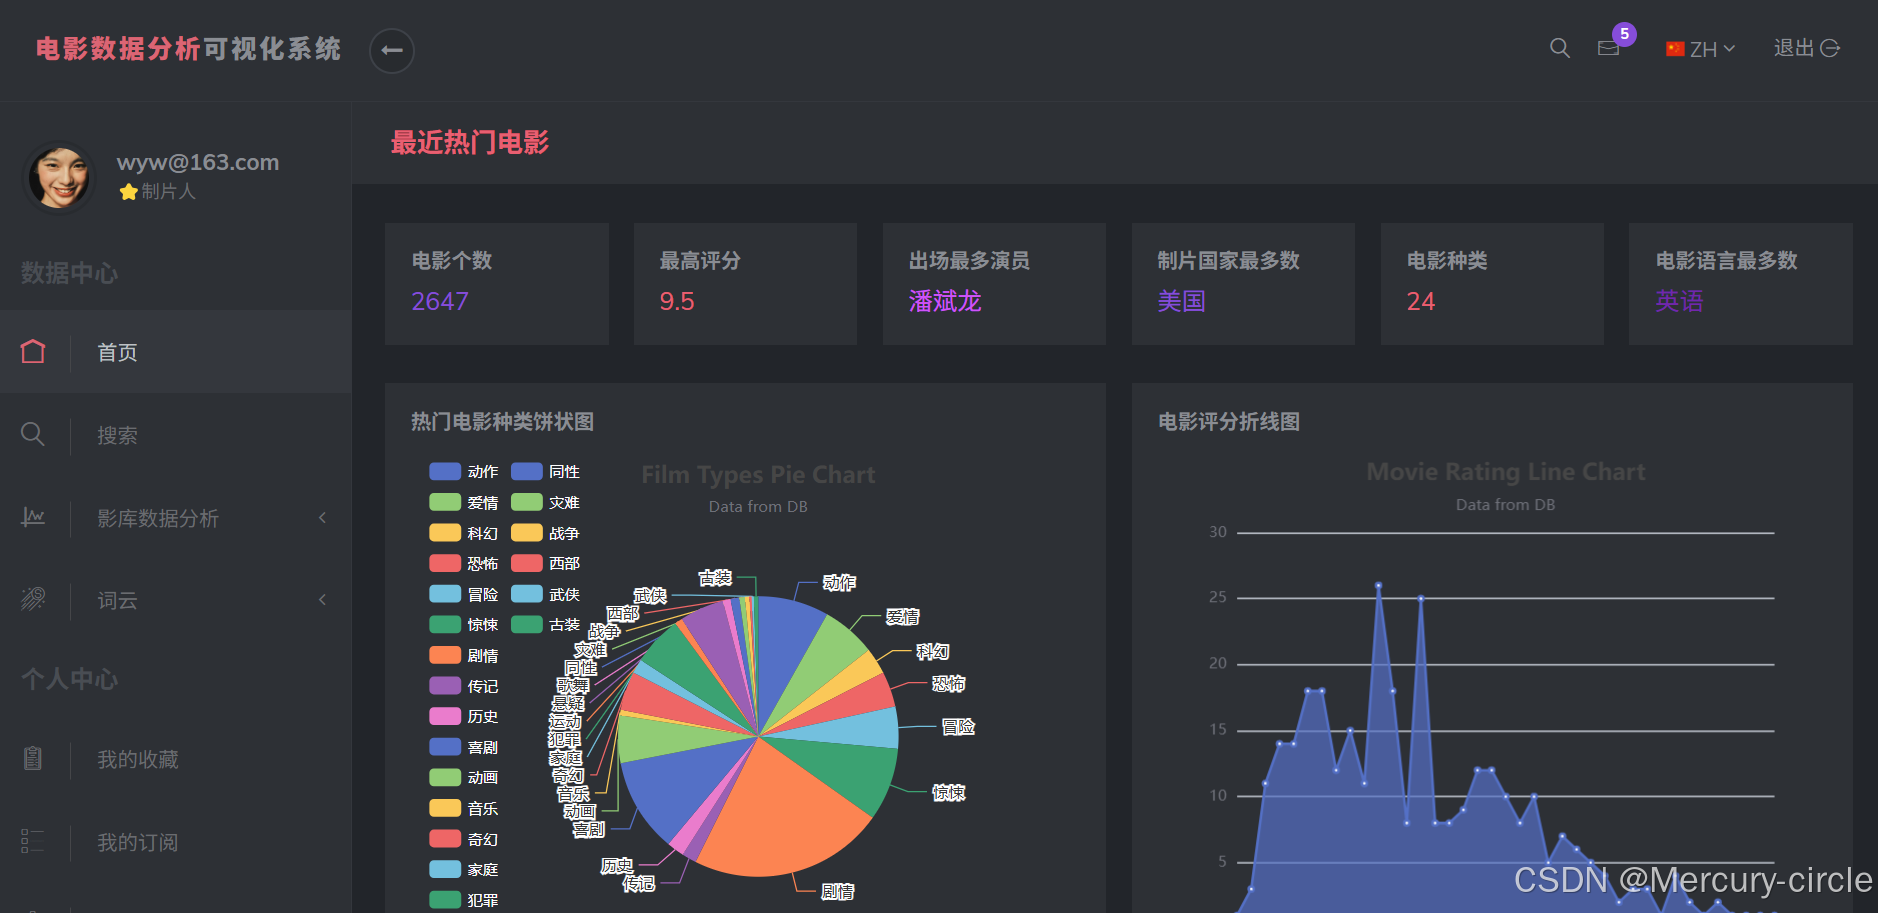 电影数据分析可视化系统
5
ZH
退出
wyw@163.com
制片人
数据中心
首页
搜索
影库数据分析
词云
个人中心
我的收藏
我的订阅
最近热门电影
电影个数
2647
最高评分
9.5
出场最多演员
潘斌龙
制片国家最多数
美国
电影种类
24
电影语言最多数
英语
热门电影种类饼状图
Film Types Pie Chart
Data from DB
动作 同性
爱情 灾难
科幻 战争
恐怖 西部
冒险 武侠
惊悚 古装
剧情
传记
历史
喜剧
动画
音乐
奇幻
家庭
犯罪
动作
爱情
科幻
恐怖
冒险
惊悚
剧情
传记
历史
喜剧
动画
音乐
奇幻
家庭
犯罪
运动
悬疑
歌舞
同性
灾难
战争
西部
武侠
古装
电影评分折线图
Movie Rating Line Chart
Data from DB
30
25
20
15
10
5
CSDN @Mercury-circle